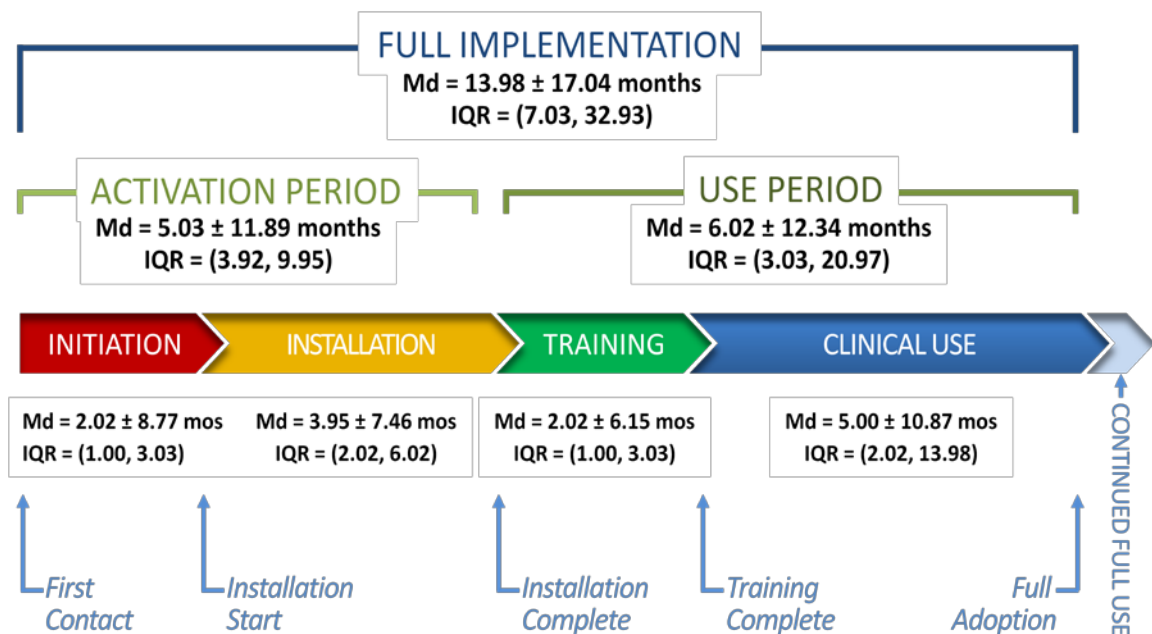 FULL IMPLEMENTATION
Md = 13.98 ± 17.04 months
IQR = (7.03, 32.93)
ACTIVATION PERIOD
Md = 5.03 ± 11.89 months
IQR = (3.92, 9.95)
USE PERIOD
Md = 6.02 ± 12.34 months
IQR = (3.03, 20.97)
INITIATION
INSTALLATION
TRAINING
CLINICAL USE
Md = 2.02 ± 8.77 mos
IQR = (1.00, 3.03)
Md = 3.95 ± 7.46 mos
IQR = (2.02, 6.02)
Md = 2.02 ± 6.15 mos
IQR = (1.00, 3.03)
Md = 5.00 ± 10.87 mos
IQR = (2.02, 13.98)
First
Contact
Installation
Start
Installation
Complete
Training
Complete
Full
Adoption
CONTINUED FULL USE